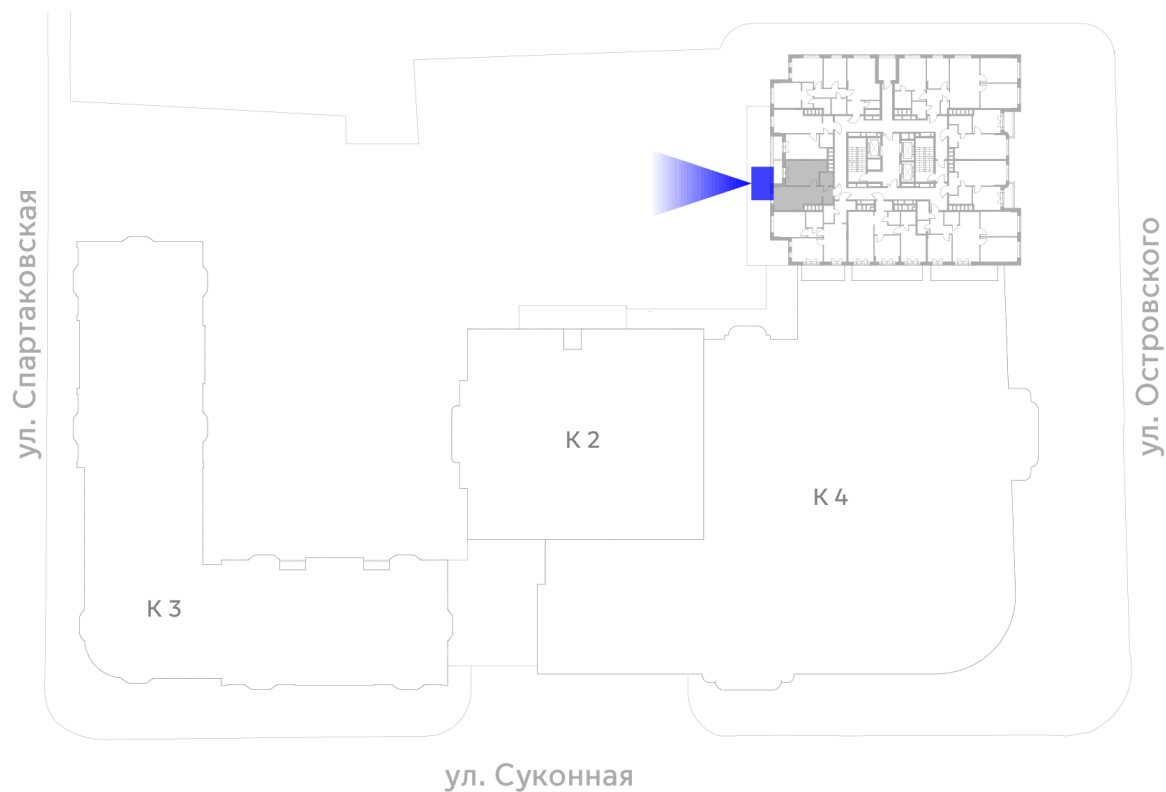 ул. Спартаковская
ул. Островского
К 2
К 4
К 3
ул. Суконная